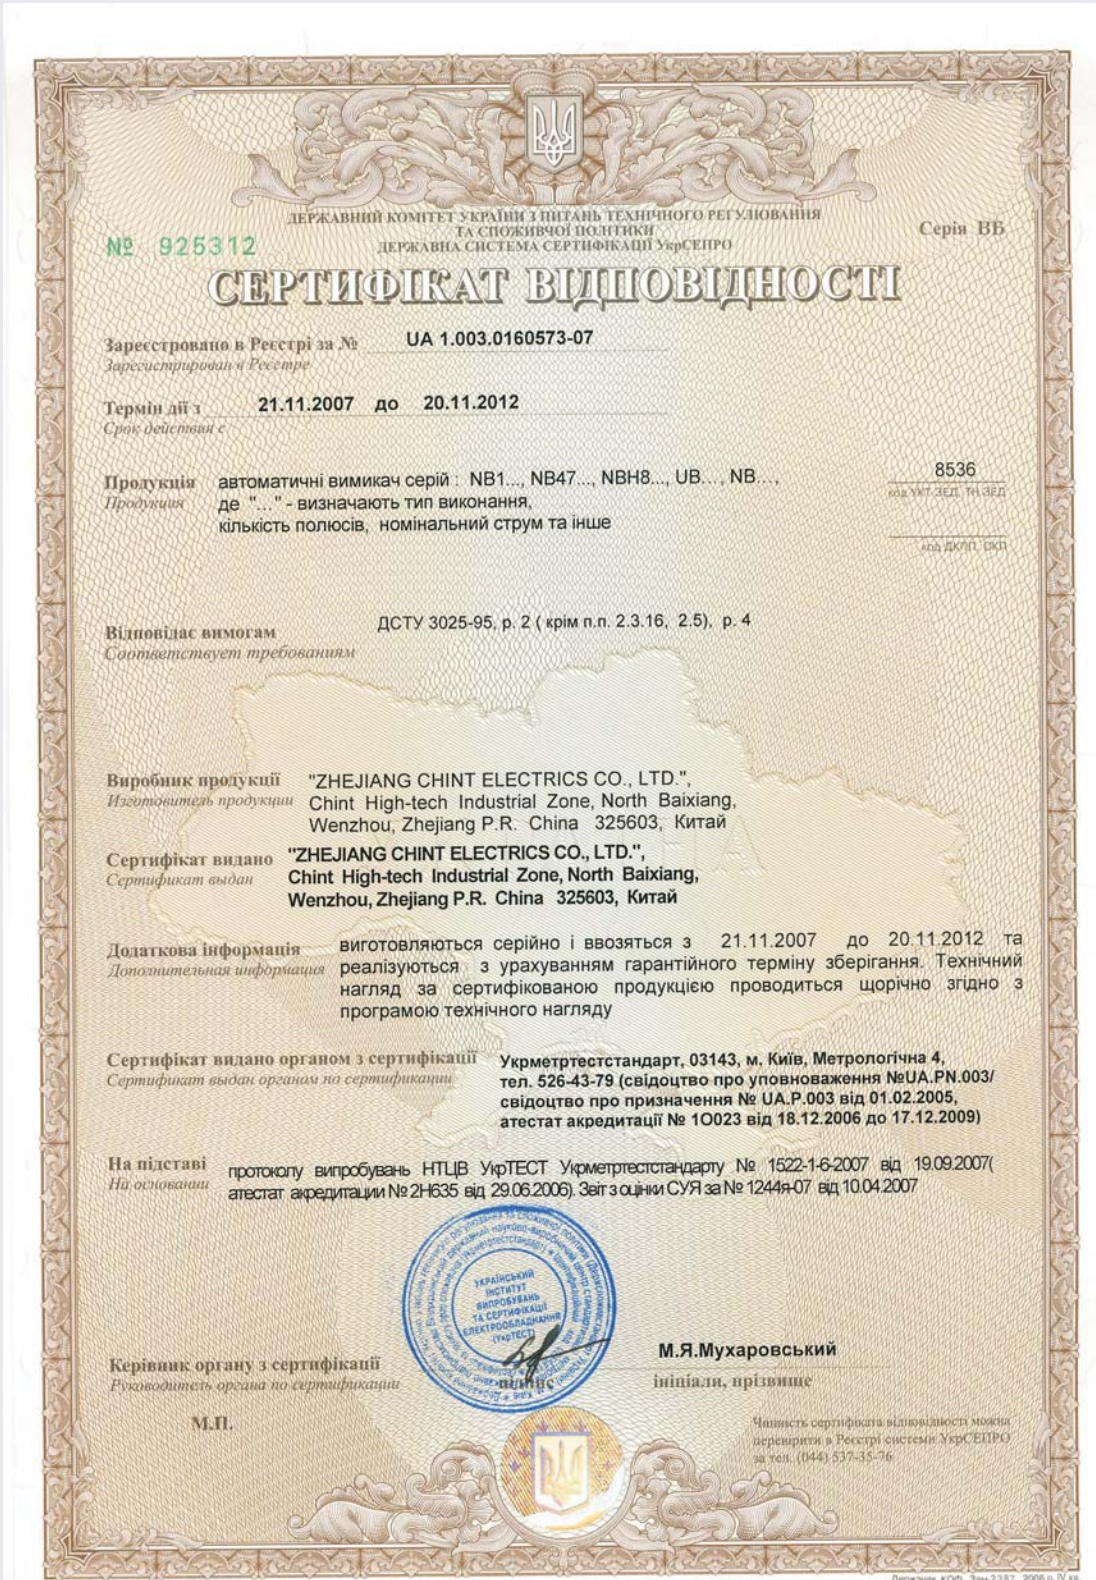 ДЕРЖАВНИЙ КОМІТЕТ УКРАЇНИ З ПИТАНЬ ТЕХНІЧНОГО РЕГУЛЮВАННЯ
ТА СПОЖИВЧОЇ ПОЛІТИКИ
ДЕРЖАВНА СИСТЕМА СЕРТИФІКАЦІЇ УкрСЕПРО
Серія ВБ
№ 925312
СЕРТИФІКАТ ВІДПОВІДНОСТІ
Зареєстровано в Реєстрі за № UA 1.003.0160573-07
Зарегистрирован в Реестре
Термін дії з 21.11.2007 до 20.11.2012
Срок действия с
Продукція автоматичні вимикач серій : NB1..., NB47..., NBH8..., UB..., NB...,
Продукция де "..." - визначають тип виконання,
кількість полюсів, номінальний струм та інше
8536
код УКТ ЗЕД, ТН ЗЕД
код ДКПП, ОКП
Відповідає вимогам ДСТУ 3025-95, р. 2 ( крім п.п. 2.3.16, 2.5), р. 4
Соответствует требованиям
Виробник продукції "ZHEJIANG CHINT ELECTRICS CO., LTD.",
Изготовитель продукции Chint High-tech Industrial Zone, North Baixiang,
Wenzhou, Zhejiang P.R. China 325603, Китай
Сертифікат видано "ZHEJIANG CHINT ELECTRICS CO., LTD.",
Сертификат выдан Chint High-tech Industrial Zone, North Baixiang,
Wenzhou, Zhejiang P.R. China 325603, Китай
Додаткова інформація виготовляються серійно і ввозяться з 21.11.2007 до 20.11.2012 та
Дополнительная информация реалізуються з урахуванням гарантійного терміну зберігання. Технічний
нагляд за сертифікованою продукцією проводиться щорічно згідно з
програмою технічного нагляду
Сертифікат видано органом з сертифікації Укрметртестстандарт, 03143, м. Київ, Метрологічна 4,
Сертификат выдан органом по сертификации тел. 526-43-79 (свідоцтво про уповноваження №UA.PN.003/
свідоцтво про призначення № UA.P.003 від 01.02.2005,
атестат акредитації № 1О023 від 18.12.2006 до 17.12.2009)
На підставі протоколу випробувань НТЦВ УкрТЕСТ Укрметртестстандарту № 1522-1-6-2007 від 19.09.2007(
На основании атестат акредитации № 2Н635 від 29.06.2006). Звіт з оцінки СУЯ за № 1244я-07 від 10.04.2007
УКРАЇНСЬКИЙ
ІНСТИТУТ
ВИПРОБУВАНЬ
ТА СЕРТИФІКАЦІЇ
ЕЛЕКТРООБЛАДНАННЯ
(УкрТЕСТ)
Керівник органу з сертифікації
Руководитель органа по сертификации
підпис
М.Я.Мухаровський
ініціали, прізвище
М.П.
Чинність сертифіката відповідності можна
перевірити в Реєстрі системи УкрСЕПРО
за тел. (044) 537-35-76